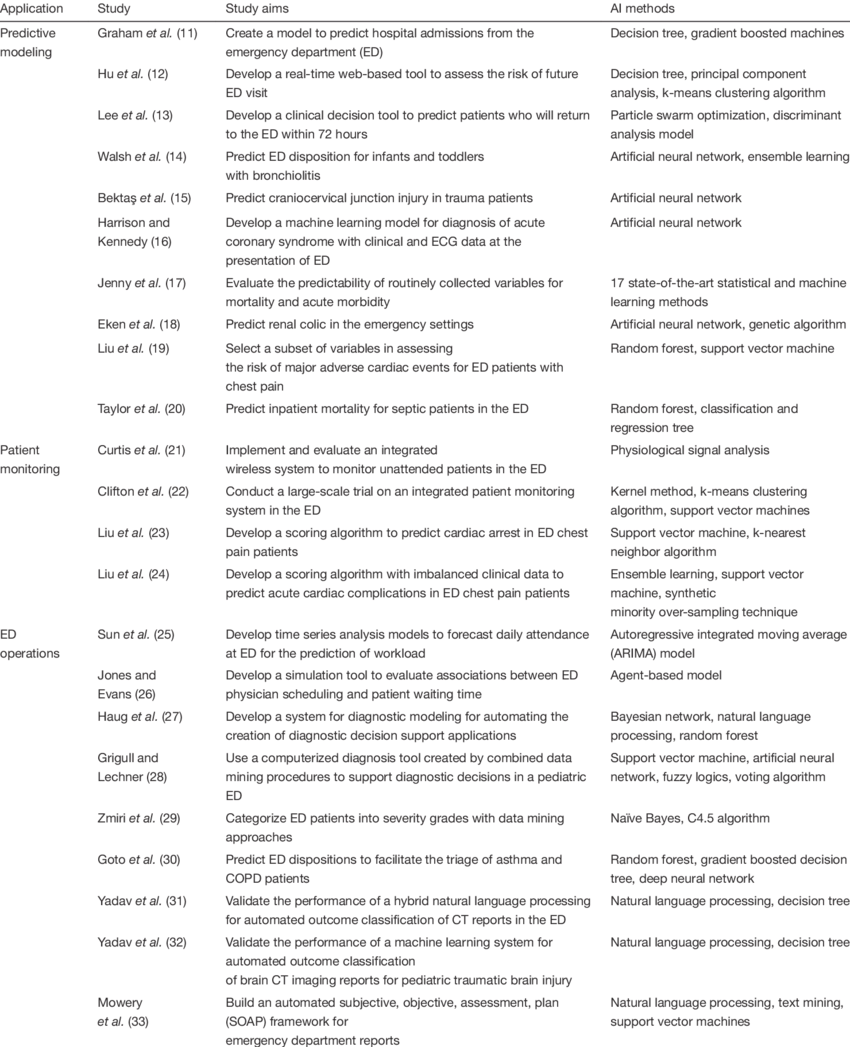 Application Study Study aims AI methods
Predictive Graham et al. (11) Create a model to predict hospital admissions from the Decision tree, gradient boosted machines
modeling emergency department (ED)
Hu et al. (12) Develop a real-time web-based tool to assess the risk of future Decision tree, principal component
ED visit analysis, k-means clustering algorithm
Lee et al. (13) Develop a clinical decision tool to predict patients who will return Particle swarm optimization, discriminant
to the ED within 72 hours analysis model
Walsh et al. (14) Predict ED disposition for infants and toddlers Artificial neural network, ensemble learning
with bronchiolitis
Bektaş et al. (15) Predict craniocervical junction injury in trauma patients Artificial neural network
Harrison and Develop a machine learning model for diagnosis of acute Artificial neural network
Kennedy (16) coronary syndrome with clinical and ECG data at the
presentation of ED
Jenny et al. (17) Evaluate the predictability of routinely collected variables for 17 state-of-the-art statistical and machine
mortality and acute morbidity learning methods
Eken et al. (18) Predict renal colic in the emergency settings Artificial neural network, genetic algorithm
Liu et al. (19) Select a subset of variables in assessing Random forest, support vector machine
the risk of major adverse cardiac events for ED patients with
chest pain
Taylor et al. (20) Predict inpatient mortality for septic patients in the ED Random forest, classification and
regression tree
Patient Curtis et al. (21) Implement and evaluate an integrated Physiological signal analysis
monitoring wireless system to monitor unattended patients in the ED
Clifton et al. (22) Conduct a large-scale trial on an integrated patient monitoring Kernel method, k-means clustering
system in the ED algorithm, support vector machines
Liu et al. (23) Develop a scoring algorithm to predict cardiac arrest in ED chest Support vector machine, k-nearest
pain patients neighbor algorithm
Liu et al. (24) Develop a scoring algorithm with imbalanced clinical data to Ensemble learning, support vector
predict acute cardiac complications in ED chest pain patients machine, synthetic
minority over-sampling technique
ED Sun et al. (25) Develop time series analysis models to forecast daily attendance Autoregressive integrated moving average
operations at ED for the prediction of workload (ARIMA) model
Jones and Develop a simulation tool to evaluate associations between ED Agent-based model
Evans (26) physician scheduling and patient waiting time
Haug et al. (27) Develop a system for diagnostic modeling for automating the Bayesian network, natural language
creation of diagnostic decision support applications processing, random forest
Grigull and Use a computerized diagnosis tool created by combined data Support vector machine, artificial neural
Lechner (28) mining procedures to support diagnostic decisions in a pediatric network, fuzzy logics, voting algorithm
ED
Zmiri et al. (29) Categorize ED patients into severity grades with data mining Naïve Bayes, C4.5 algorithm
approaches
Goto et al. (30) Predict ED dispositions to facilitate the triage of asthma and Random forest, gradient boosted decision
COPD patients tree, deep neural network
Yadav et al. (31) Validate the performance of a hybrid natural language processing Natural language processing, decision tree
for automated outcome classification of CT reports in the ED
Yadav et al. (32) Validate the performance of a machine learning system for Natural language processing, decision tree
automated outcome classification
of brain CT imaging reports for pediatric traumatic brain injury
Mowery Build an automated subjective, objective, assessment, plan Natural language processing, text mining,
et al. (33) (SOAP) framework for support vector machines
emergency department reports